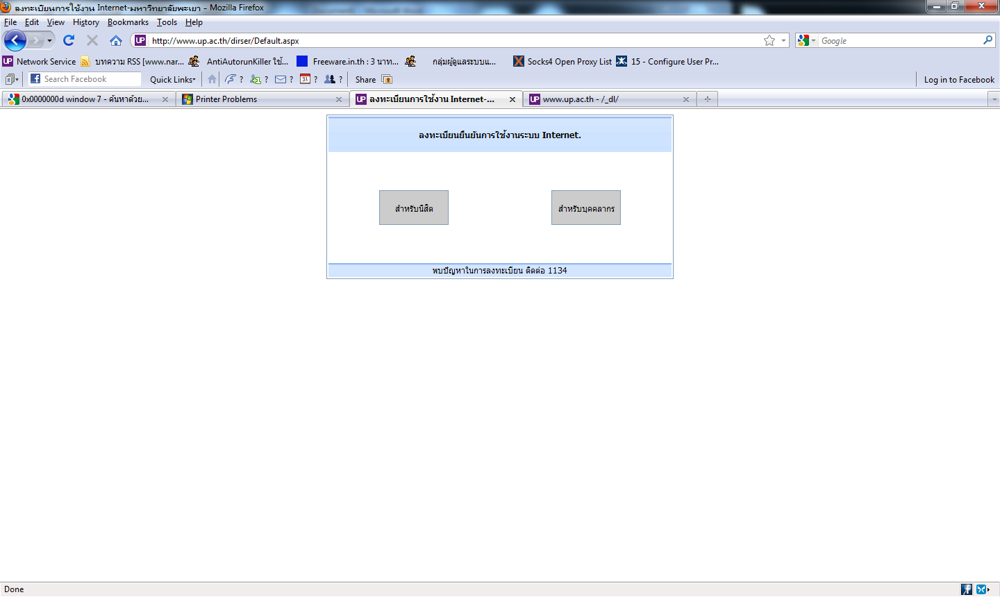 ลงทะเบียนการใช้งาน Internet-มหาวิทยาลัยพะเยา - Mozilla Firefox
File Edit View History Bookmarks Tools Help
http://www.up.ac.th/dirser/Default.aspx Google
UP Network Service บทความ RSS [www.nar... AntiAutorunKiller ใช้... Freeware.in.th : 3 นาท... กลุ่มผู้ดูแลระบบแ... Socks4 Open Proxy List 15 - Configure User Pr...
Search Facebook Quick Links ? ? ? 31 ? ? Share Log in to Facebook
0x0000000d window 7 - ค้นหาด้วย... Printer Problems UP ลงทะเบียนการใช้งาน Internet-... UP www.up.ac.th - /_dl/
ลงทะเบียนยืนยันการใช้งานระบบ Internet.
สำหรับนิสิต สำหรับบุคคลากร
พบปัญหาในการลงทะเบียน ติดต่อ 1134
Done